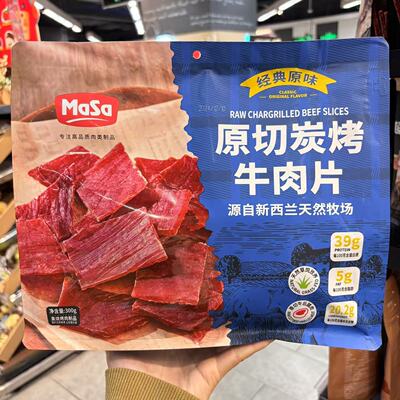 MaSa
专注高品质肉类制品
经典原味
CLASSIC
ORIGINAL FLAVOR
RAW CHARGRILLED BEEF SLICES
原切炭烤
牛肉片
源自新西兰天然牧场
39g
PROTEIN
5g
20.2g
净含量:300g